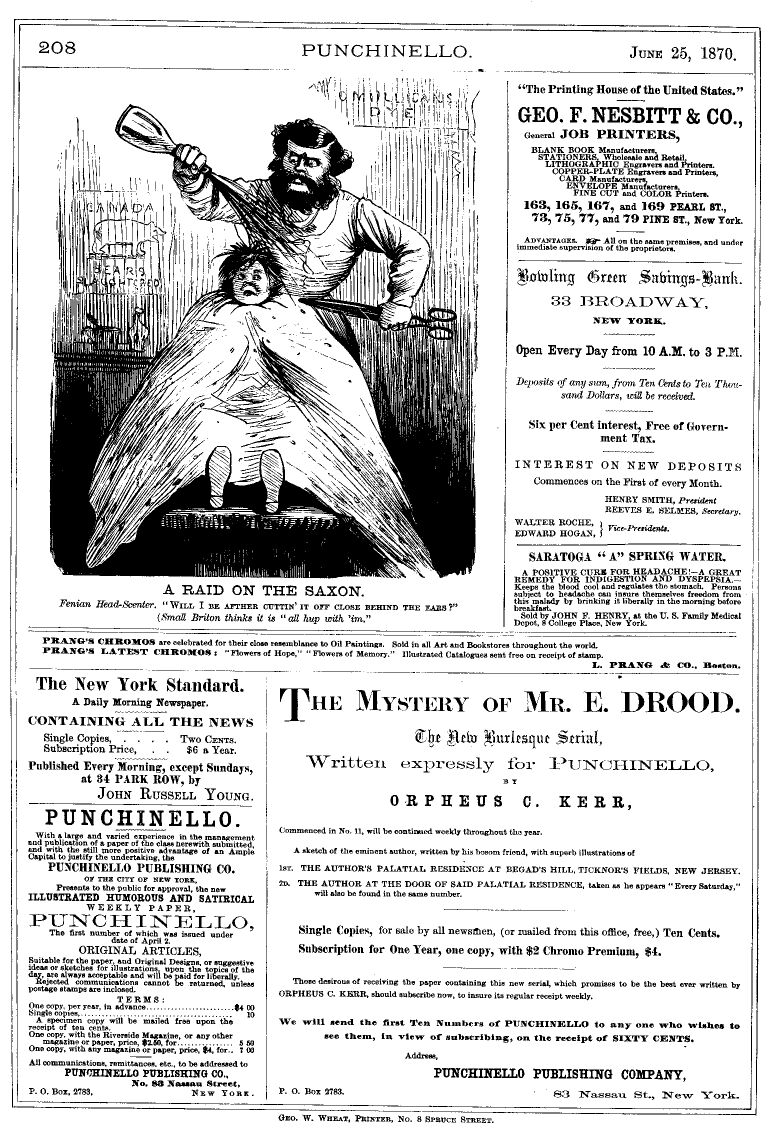 208
PUNCHINELLO.
JUNE 25, 1870.
O'MULLIGANS
DYE
CANADA
EARS
SLAUGHTERED
A RAID ON THE SAXON.
Fenian Head-Scenter. "WILL I BE AFTHER CUTTIN' IT OFF CLOSE BEHIND THE EARS?"
(Small Briton thinks it is "all hup with 'im,"
"The Printing House of the United States."
GEO. F. NESBITT & CO.,
General JOB PRINTERS,
BLANK BOOK Manufacturers,
STATIONERS, Wholesale and Retail,
LITHOGRAPHIC Engravers and Printers.
COPPER-PLATE Engravers and Printers,
CARD Manufacturers,
ENVELOPE Manufacturers,
FINE CUT and COLOR Printers.
163, 165, 167, and 169 PEARL ST.,
73, 75, 77, and 79 PINE ST., New York.
ADVANTAGES. ☞ All on the same premises, and under
immediate supervision of the proprietors.
Bowling Green Savings-Bank.
33 BROADWAY,
NEW YORK.
Open Every Day from 10 A.M. to 3 P.M.
Deposits of any sum, from Ten Cents to Ten Thou-
sand Dollars, will be received.
Six per Cent interest, Free of Govern-
ment Tax.
INTEREST ON NEW DEPOSITS
Commences on the First of every Month.
HENRY SMITH, President
REEVES E. SELMES, Secretary.
WALTER ROCHE, }
EDWARD HOGAN, } Vice-Presidents.
SARATOGA "A" SPRING WATER.
A POSITIVE CURE FOR HEADACHE!—A GREAT
REMEDY FOR INDIGESTION AND DYSPEPSIA.—
Keeps the blood cool and regulates the stomach. Persons
subject to headache can insure themselves freedom from
this malady by drinking it liberally in the morning before
breakfast.
Sold by JOHN F. HENRY, at the U. S. Family Medical
Depot, 8 College Place, New York.
PRANG'S CHROMOS are celebrated for their close resemblance to Oil Paintings. Sold in all Art and Bookstores throughout the world.
PRANG'S LATEST CHROMOS: "Flowers of Hope," "Flowers of Memory." Illustrated Catalogues sent free on receipt of stamp.
L. PRANG & CO., Boston.
The New York Standard.
A Daily Morning Newspaper.
CONTAINING ALL THE NEWS
Single Copies, . . . . TWO CENTS.
Subscription Price, . . $6 a Year.
Published Every Morning, except Sundays,
at 34 PARK ROW, by
JOHN RUSSELL YOUNG.
PUNCHINELLO.
With a large and varied experience in the management
and publication of a paper of the class herewith submitted,
and with the still more positive advantage of an Ample
Capital to justify the undertaking, the
PUNCHINELLO PUBLISHING CO.
OF THE CITY OF NEW YORK,
Presents to the public for approval, the new
ILLUSTRATED HUMOROUS AND SATIRICAL
WEEKLY PAPER,
PUNCHINELLO,
The first number of which was issued under
date of April 2.
ORIGINAL ARTICLES,
Suitable for the paper, and Original Designs, or suggestive
ideas or sketches for illustrations, upon the topics of the
day, are always acceptable and will be paid for liberally.
Rejected communications cannot be returned, unless
postage stamps are inclosed.
TERMS:
One copy, per year, in advance.....................$4 00
Single copies.......................................... 10
A specimen copy will be mailed free upon the
receipt of ten cents.
One copy, with the Riverside Magazine, or any other
magazine or paper, price, $2.50, for................ 5 50
One copy, with any magazine or paper, price, $4, for.. 7 00
All communications, remittances, etc., to be addressed to
PUNCHINELLO PUBLISHING CO.,
No. 83 Nassau Street,
P. O. Box, 2783,
NEW YORK.
THE MYSTERY OF MR. E. DROOD.
The New Burlesque Serial,
Written expressly for PUNCHINELLO,
BY
ORPHEUS C. KERR,
Commenced in No. 11, will be continued weekly throughout the year.
A sketch of the eminent author, written by his bosom friend, with superb illustrations of
1ST. THE AUTHOR'S PALATIAL RESIDENCE AT BEGAD'S HILL, TICKNOR'S FIELDS, NEW JERSEY.
2D. THE AUTHOR AT THE DOOR OF SAID PALATIAL RESIDENCE, taken as he appears "Every Saturday,"
will also be found in the same number.
Single Copies, for sale by all newsmen, (or mailed from this office, free,) Ten Cents.
Subscription for One Year, one copy, with $2 Chromo Premium, $4.
Those desirous of receiving the paper containing this new serial, which promises to be the best ever written by
ORPHEUS C. KERR, should subscribe now, to insure its regular receipt weekly.
We will send the first Ten Numbers of PUNCHINELLO to any one who wishes to
see them, in view of subscribing, on the receipt of SIXTY CENTS.
Address,
PUNCHINELLO PUBLISHING COMPANY,
P. O. Box 2783.
83 Nassau St., New York.
GEO. W. WHEAT, PRINTER, NO. 8 SPRUCE STREET.